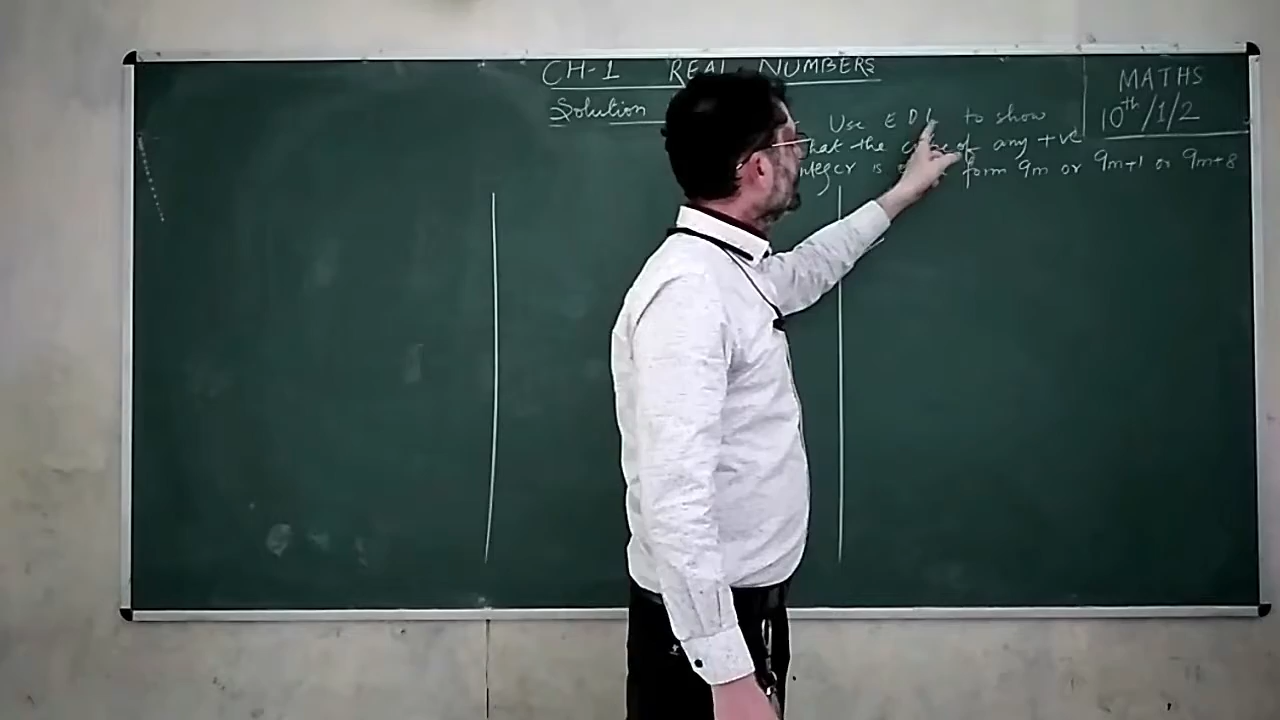 CH-1 REAL NUMBERS
MATHS
10th/1/2
Solution
Use EDL to show
that the of any +ve
integer is form 9m or 9m+1 or 9m+8